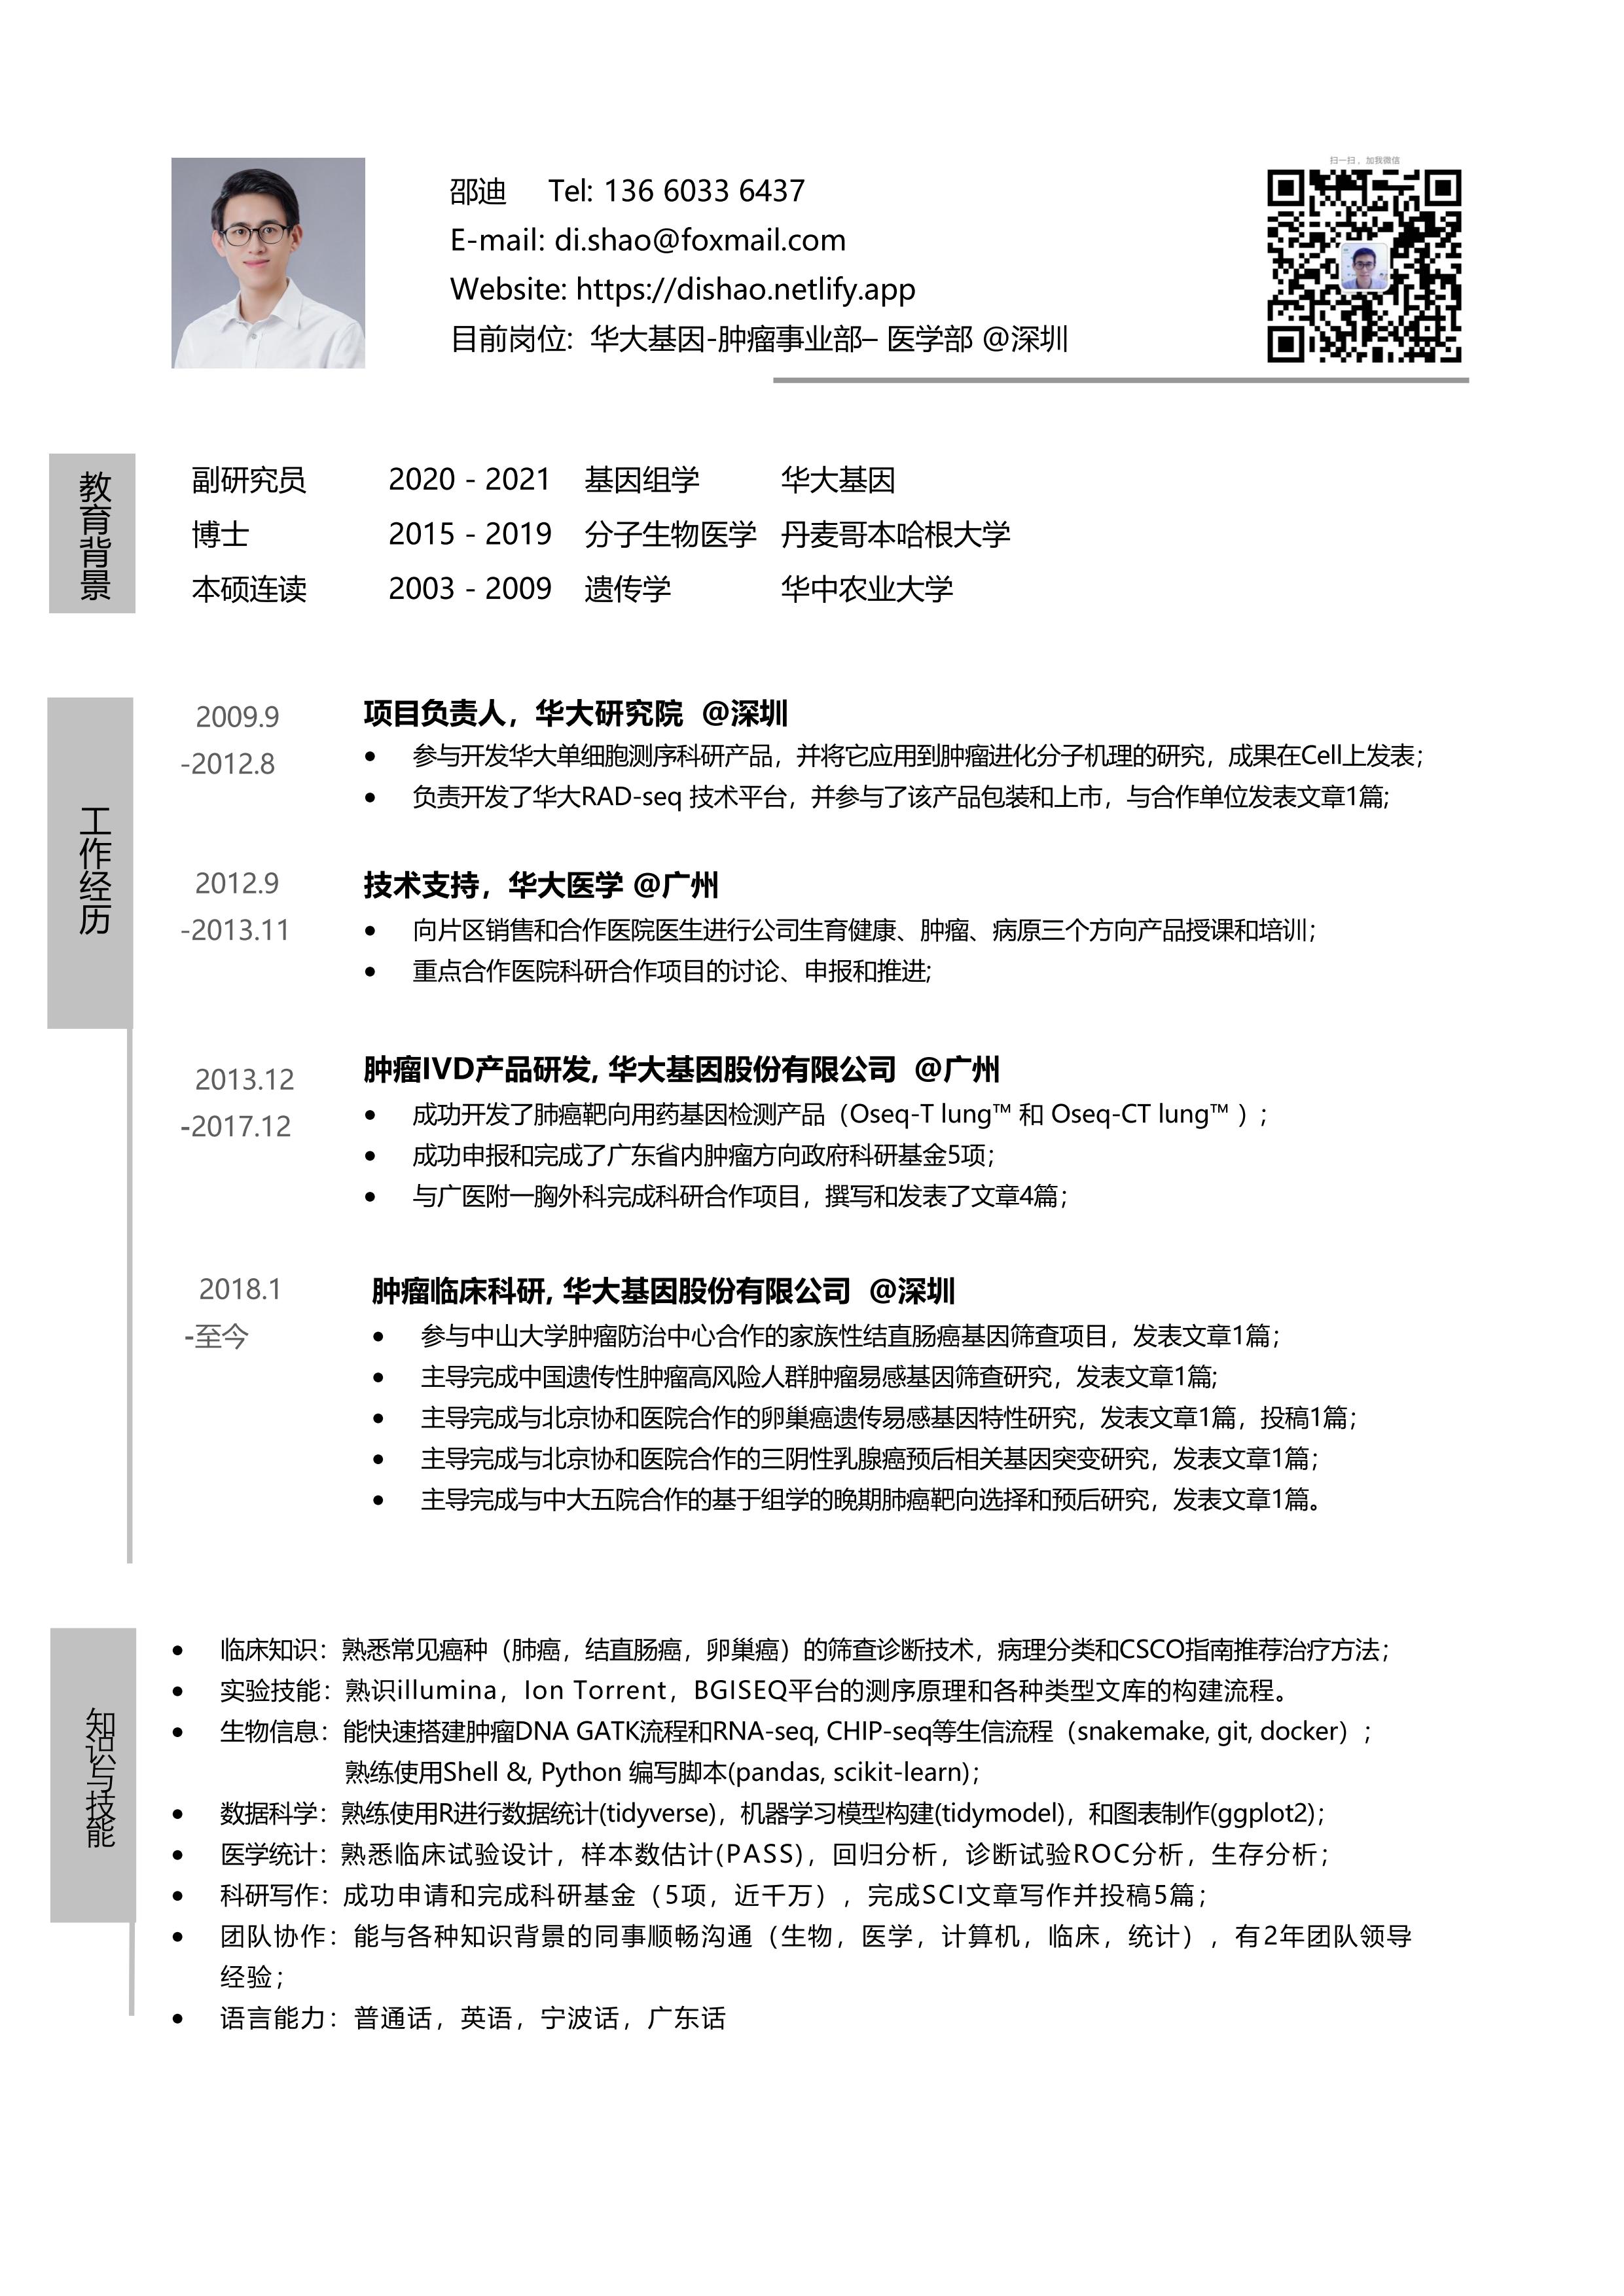 扫一扫，加我微信
邵迪 Tel: 136 6033 6437
E-mail: di.shao@foxmail.com
Website: https://dishao.netlify.app
目前岗位：华大基因-肿瘤事业部– 医学部 @深圳
教育背景
副研究员 2020 - 2021 基因组学 华大基因
博士 2015 - 2019 分子生物医学 丹麦哥本哈根大学
本硕连读 2003 - 2009 遗传学 华中农业大学
工作经历
2009.9
-2012.8
项目负责人，华大研究院 @深圳
• 参与开发华大单细胞测序科研产品，并将它应用到肿瘤进化分子机理的研究，成果在Cell上发表；
• 负责开发了华大RAD-seq 技术平台，并参与了该产品包装和上市，与合作单位发表文章1篇;
2012.9
-2013.11
技术支持，华大医学 @广州
• 向片区销售和合作医院医生进行公司生育健康、肿瘤、病原三个方向产品授课和培训；
• 重点合作医院科研合作项目的讨论、申报和推进;
2013.12
-2017.12
肿瘤IVD产品研发, 华大基因股份有限公司 @广州
• 成功开发了肺癌靶向用药基因检测产品（Oseq-T lung™ 和 Oseq-CT lung™ ）；
• 成功申报和完成了广东省内肿瘤方向政府科研基金5项；
• 与广医附一胸外科完成科研合作项目，撰写和发表了文章4篇；
2018.1
-至今
肿瘤临床科研, 华大基因股份有限公司 @深圳
• 参与中山大学肿瘤防治中心合作的家族性结直肠癌基因筛查项目，发表文章1篇；
• 主导完成中国遗传性肿瘤高风险人群肿瘤易感基因筛查研究，发表文章1篇;
• 主导完成与北京协和医院合作的卵巢癌遗传易感基因特性研究，发表文章1篇，投稿1篇；
• 主导完成与北京协和医院合作的三阴性乳腺癌预后相关基因突变研究，发表文章1篇；
• 主导完成与中大五院合作的基于组学的晚期肺癌靶向选择和预后研究，发表文章1篇。
知识与技能
• 临床知识：熟悉常见癌种（肺癌，结直肠癌，卵巢癌）的筛查诊断技术，病理分类和CSCO指南推荐治疗方法；
• 实验技能：熟识illumina，Ion Torrent，BGISEQ平台的测序原理和各种类型文库的构建流程。
• 生物信息：能快速搭建肿瘤DNA GATK流程和RNA-seq, CHIP-seq等生信流程（snakemake, git, docker）；
熟练使用Shell &, Python 编写脚本(pandas, scikit-learn)；
• 数据科学：熟练使用R进行数据统计(tidyverse)，机器学习模型构建(tidymodel)，和图表制作(ggplot2)；
• 医学统计：熟悉临床试验设计，样本数估计(PASS)，回归分析，诊断试验ROC分析，生存分析；
• 科研写作：成功申请和完成科研基金（5项，近千万），完成SCI文章写作并投稿5篇；
• 团队协作：能与各种知识背景的同事顺畅沟通（生物，医学，计算机，临床，统计），有2年团队领导
经验；
• 语言能力：普通话，英语，宁波话，广东话